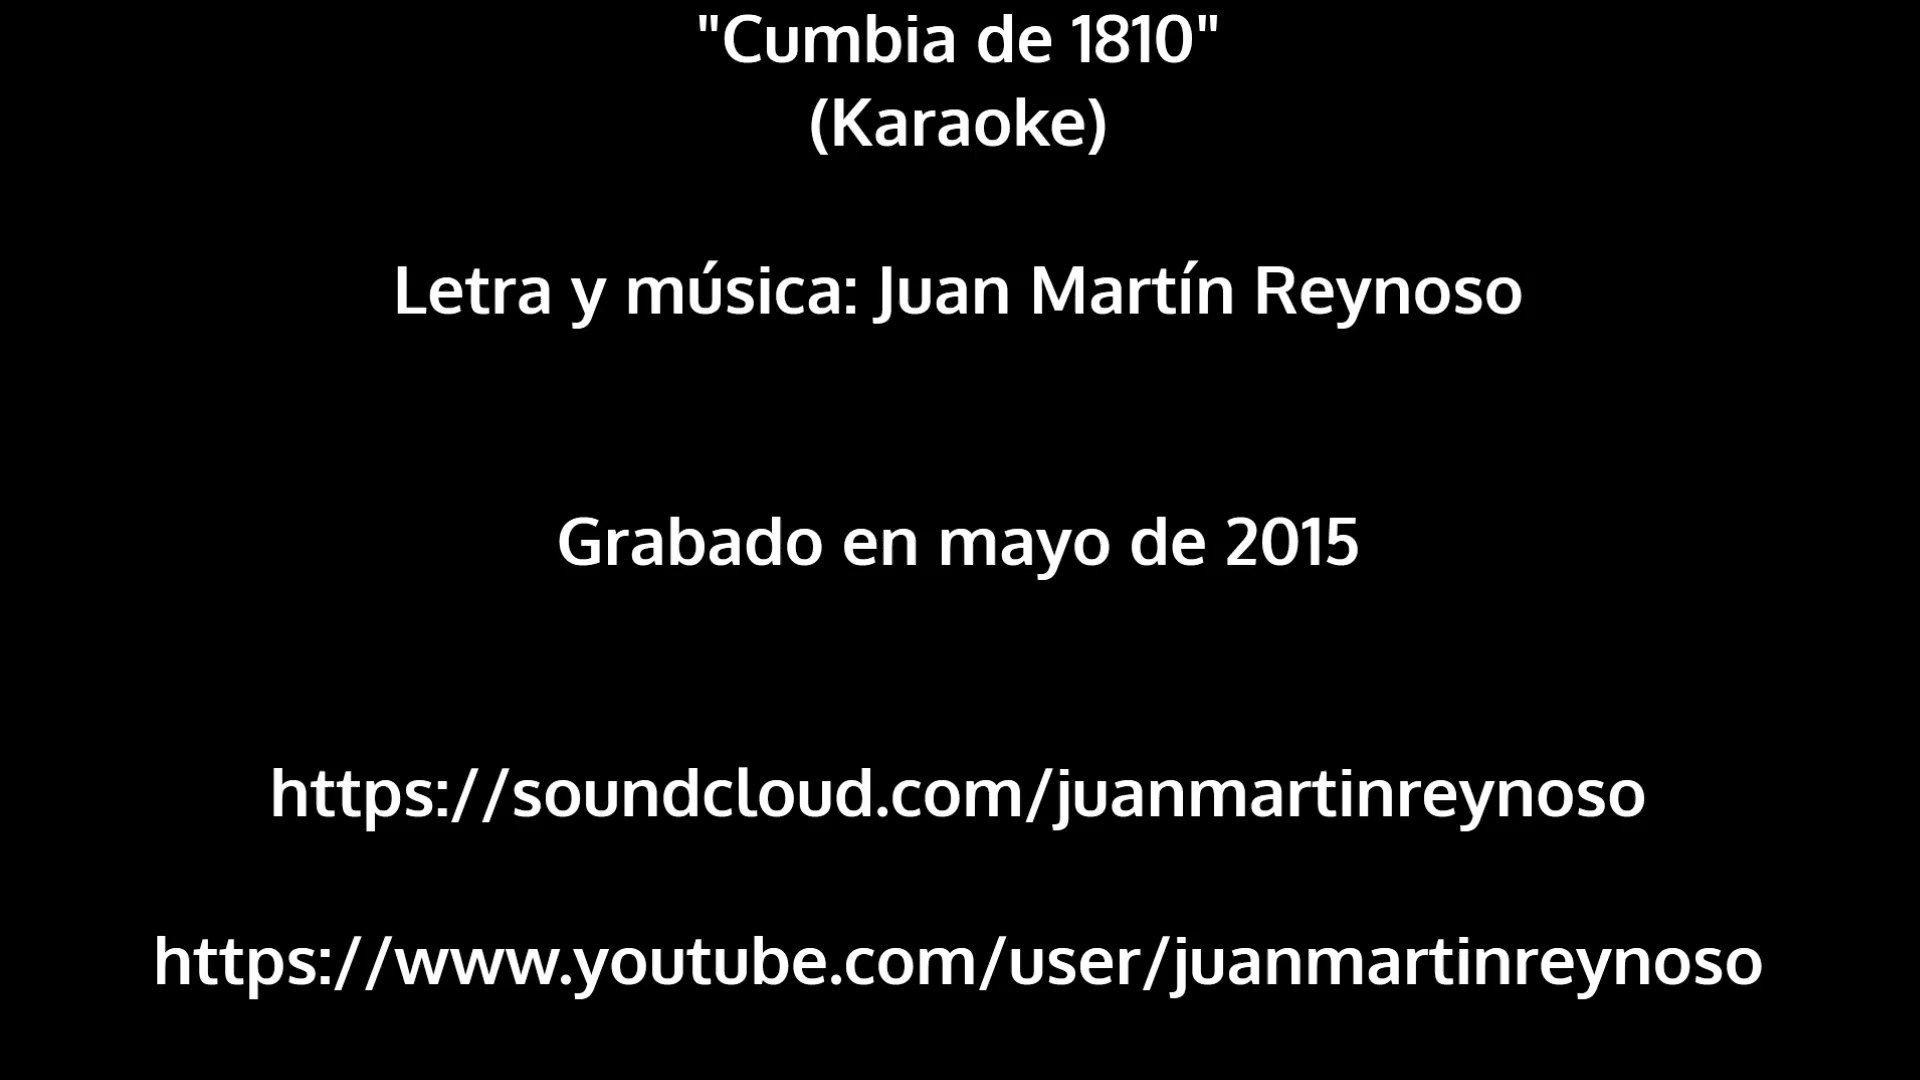 "Cumbia de 1810"
(Karaoke)
Letra y música: Juan Martín Reynoso
Grabado en mayo de 2015
https://soundcloud.com/juanmartinreynoso
https://www.youtube.com/user/juanmartinreynoso